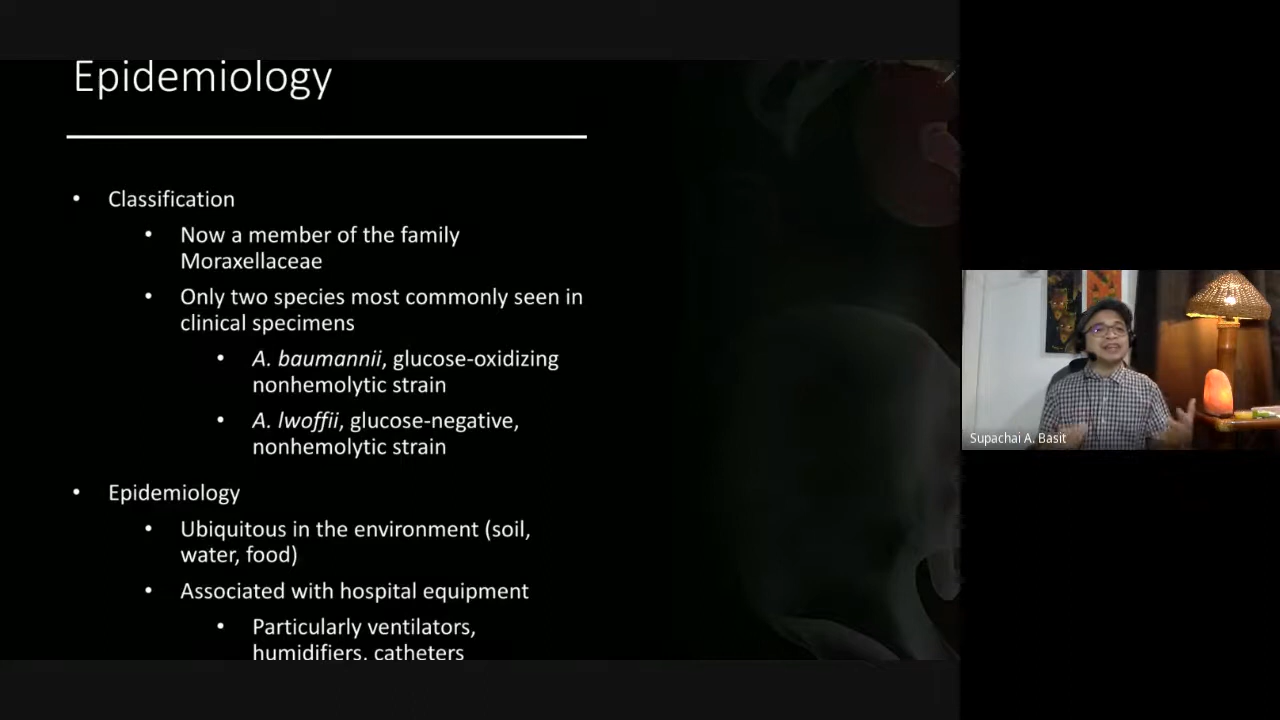 Epidemiology
• Classification
• Now a member of the family
Moraxellaceae
• Only two species most commonly seen in
clinical specimens
• A. baumannii, glucose-oxidizing
nonhemolytic strain
• A. lwoffii, glucose-negative,
nonhemolytic strain
• Epidemiology
• Ubiquitous in the environment (soil,
water, food)
• Associated with hospital equipment
• Particularly ventilators,
humidifiers, catheters
Supachai A. Basit